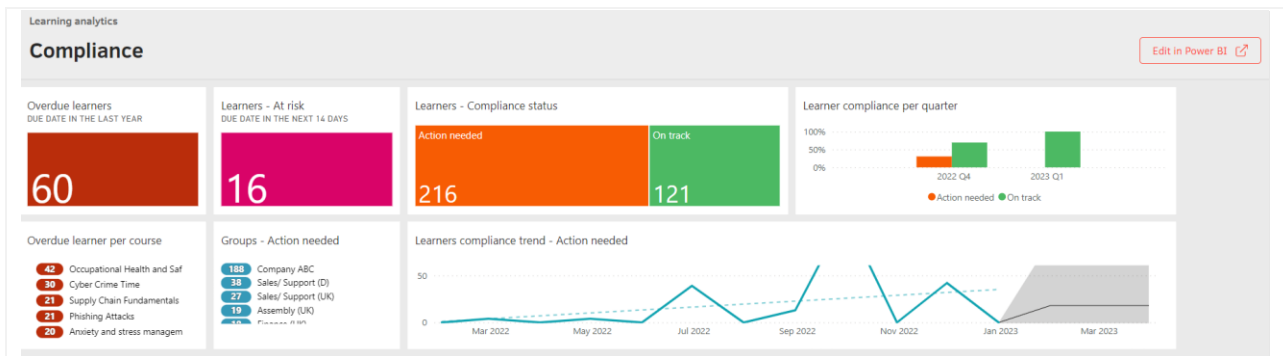 Learning analytics
Compliance
Edit in Power BI
Overdue learners
DUE DATE IN THE LAST YEAR
60
Learners - At risk
DUE DATE IN THE NEXT 14 DAYS
16
Learners - Compliance status
Action needed
216
On track
121
Learner compliance per quarter
100%
50%
0%
2022 Q4
2023 Q1
Action needed On track
Overdue learner per course
42 Occupational Health and Saf
30 Cyber Crime Time
21 Supply Chain Fundamentals
21 Phishing Attacks
20 Anxiety and stress managem
Groups - Action needed
188 Company ABC
38 Sales/ Support (D)
27 Sales/ Support (UK)
19 Assembly (UK)
Learners compliance trend - Action needed
50
0
Mar 2022 May 2022 Jul 2022 Sep 2022 Nov 2022 Jan 2023 Mar 2023